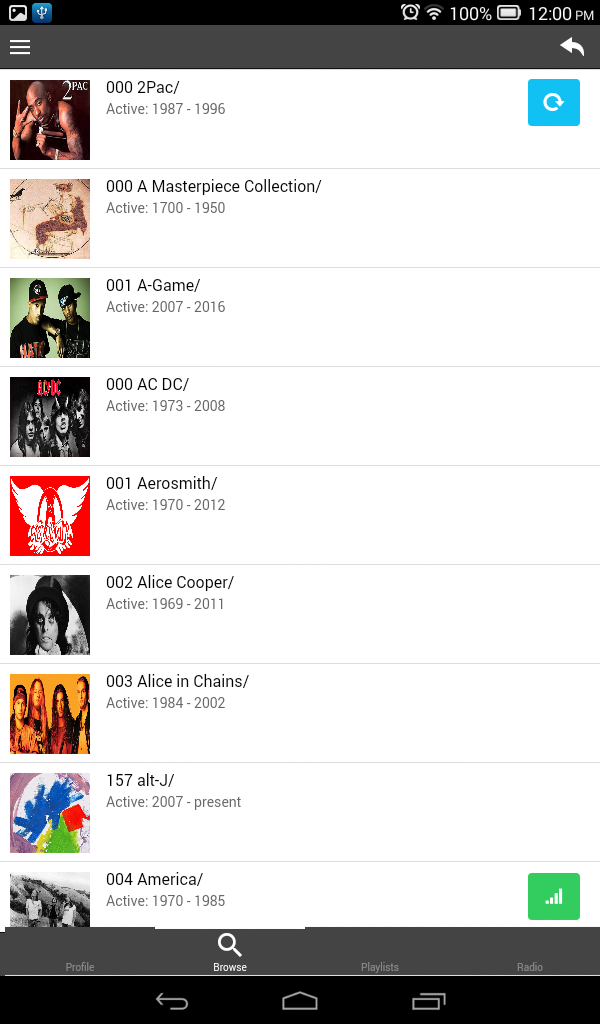 100% 12:00 PM
2PAC
000 2Pac/
Active: 1987 - 1996
000 A Masterpiece Collection/
Active: 1700 - 1950
001 A-Game/
Active: 2007 - 2016
AC DC
000 AC DC/
Active: 1973 - 2008
001 Aerosmith/
Active: 1970 - 2012
002 Alice Cooper/
Active: 1969 - 2011
003 Alice in Chains/
Active: 1984 - 2002
157 alt-J/
Active: 2007 - present
004 America/
Active: 1970 - 1985
Profile
Browse
Playlists
Radio